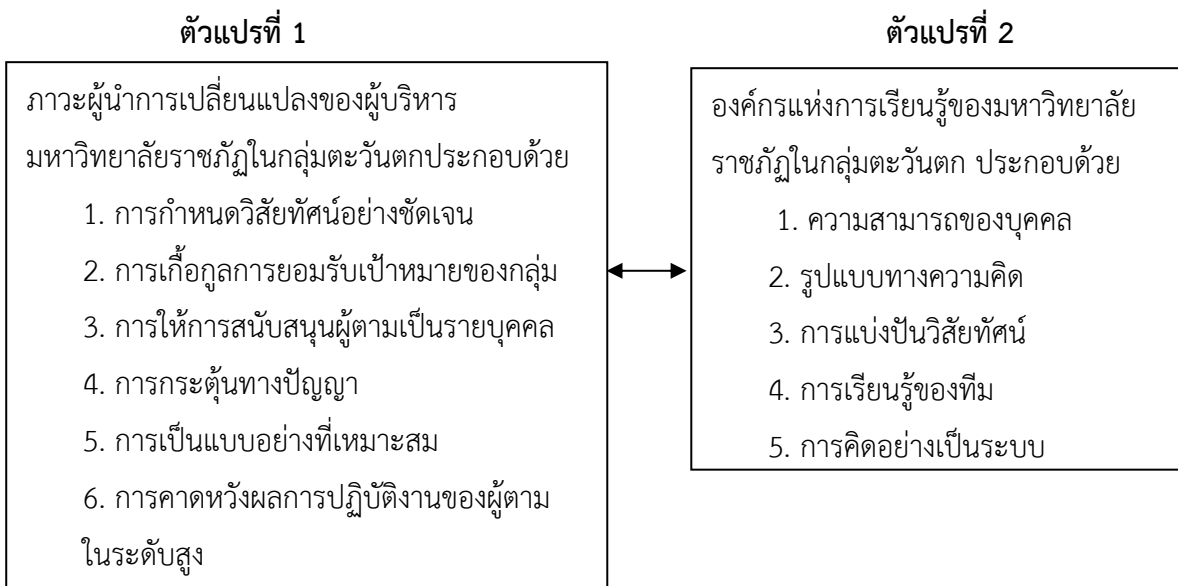 ตัวแปรที่ 1
ภาวะผู้นำการเปลี่ยนแปลงของผู้บริหาร
มหาวิทยาลัยราชภัฏในกลุ่มตะวันตกประกอบด้วย
1. การกำหนดวิสัยทัศน์อย่างชัดเจน
2. การเกื้อกูลการยอมรับเป้าหมายของกลุ่ม
3. การให้การสนับสนุนผู้ตามเป็นรายบุคคล
4. การกระตุ้นทางปัญญา
5. การเป็นแบบอย่างที่เหมาะสม
6. การคาดหวังผลการปฏิบัติงานของผู้ตาม
ในระดับสูง
ตัวแปรที่ 2
องค์กรแห่งการเรียนรู้ของมหาวิทยาลัย
ราชภัฏในกลุ่มตะวันตก ประกอบด้วย
1. ความสามารถของบุคคล
2. รูปแบบทางความคิด
3. การแบ่งปันวิสัยทัศน์
4. การเรียนรู้ของทีม
5. การคิดอย่างเป็นระบบ